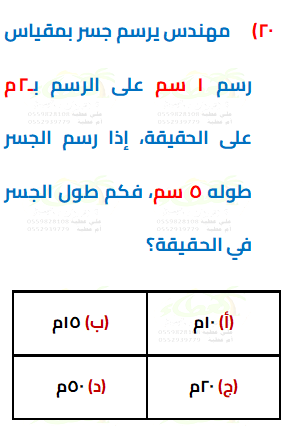 ٢٠) مهندس يرسم جسر بمقياس
رسم ١ سم على الرسم بـ٢م
على الحقيقة، إذا رسم الجسر
طوله ٥ سم، فكم طول الجسر
في الحقيقة؟
(أ) ١٠م
(ب) ١٥م
(ج) ٢٠م
(د) ٥٠م